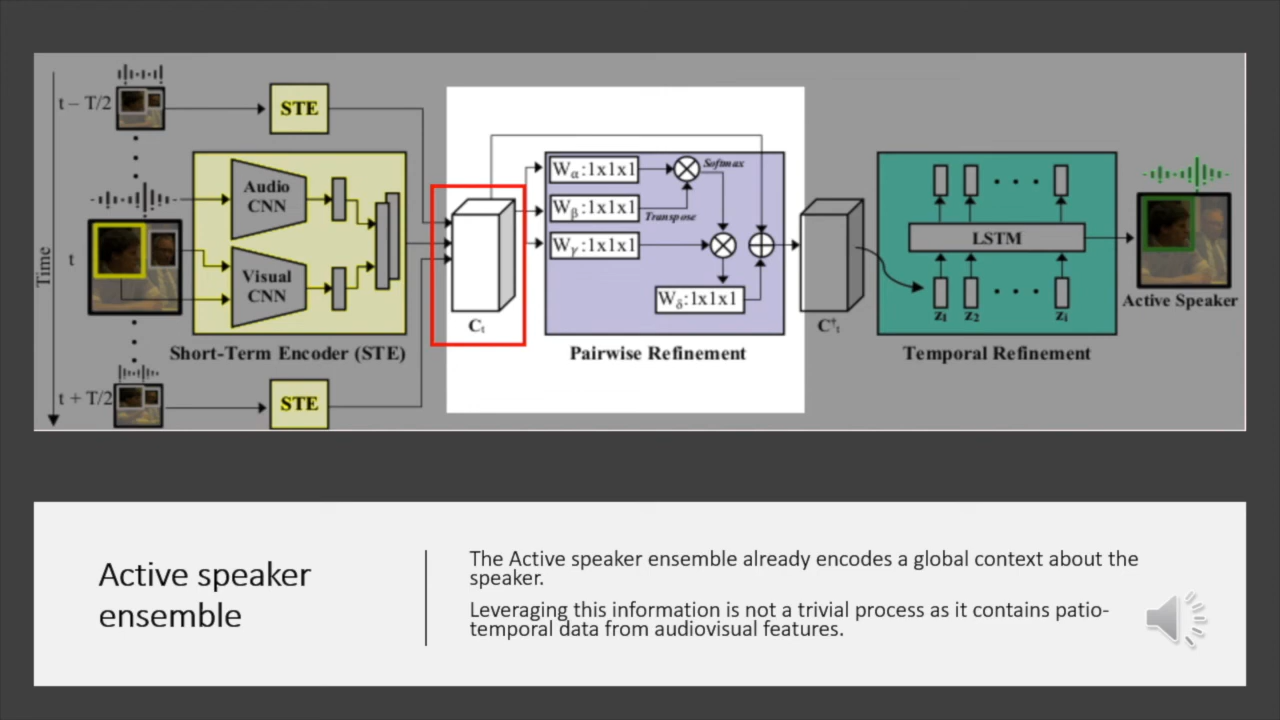 t – T/2
STE
Audio
CNN
Visual
CNN
Time
t
Short-Term Encoder (STE)
t + T/2
STE
Cₜ
Wα:1x1x1
Softmax
Wβ:1x1x1
Transpose
Wγ:1x1x1
Wδ:1x1x1
Pairwise Refinement
C†ₜ
LSTM
z₁ z₂ · · · zᵢ
Temporal Refinement
Active Speaker
Active speaker
ensemble
The Active speaker ensemble already encodes a global context about the
speaker.
Leveraging this information is not a trivial process as it contains patio-
temporal data from audiovisual features.